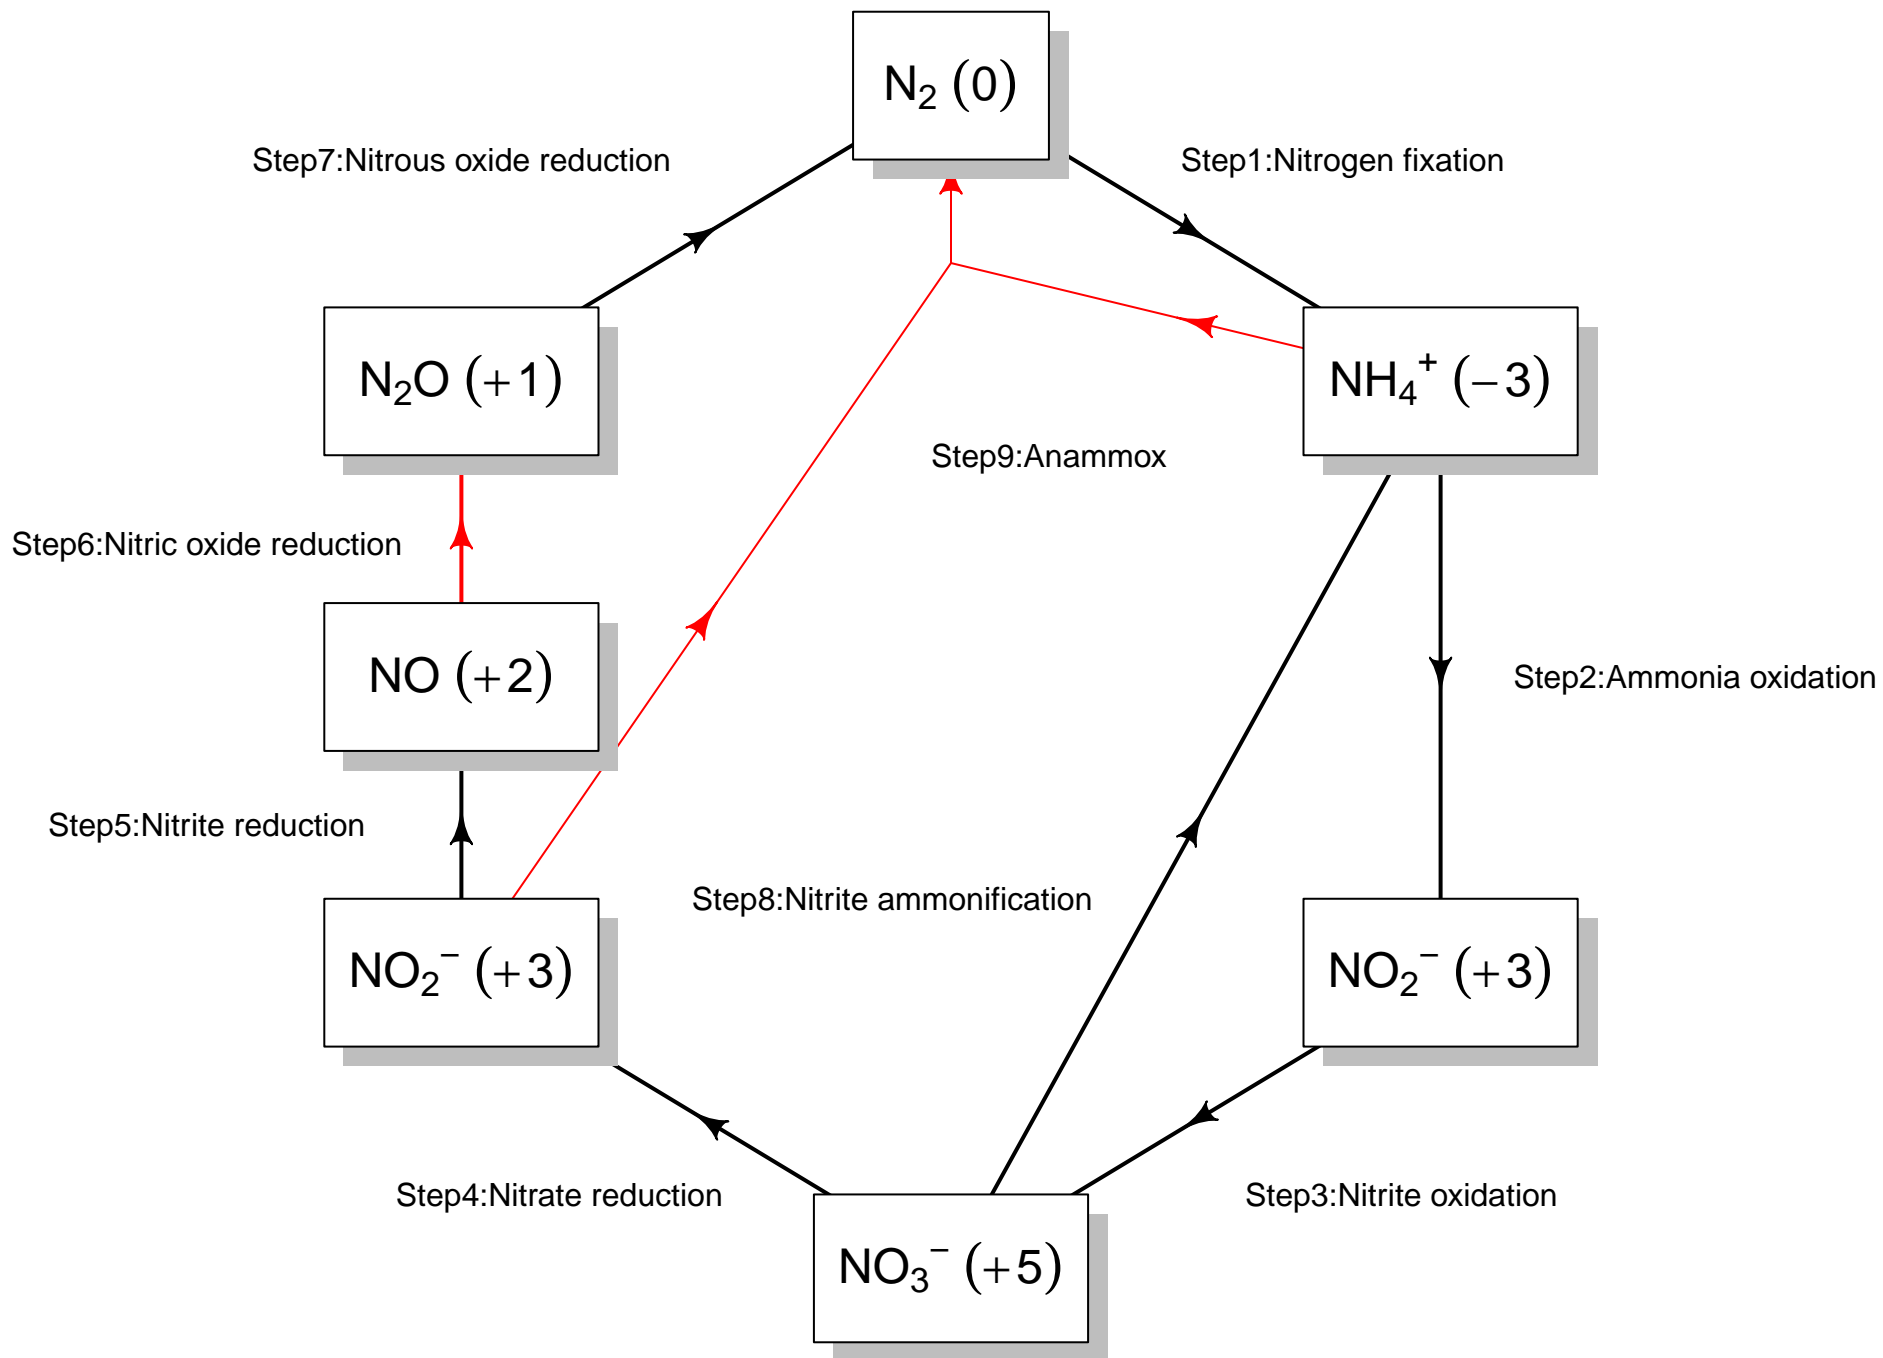 N₂ (0)
Step7:Nitrous oxide reduction
Step1:Nitrogen fixation
N₂O (+1)
NH₄⁺ (−3)
Step9:Anammox
Step6:Nitric oxide reduction
NO (+2)
Step2:Ammonia oxidation
Step5:Nitrite reduction
Step8:Nitrite ammonification
NO₂⁻ (+3)
NO₂⁻ (+3)
Step4:Nitrate reduction
Step3:Nitrite oxidation
NO₃⁻ (+5)